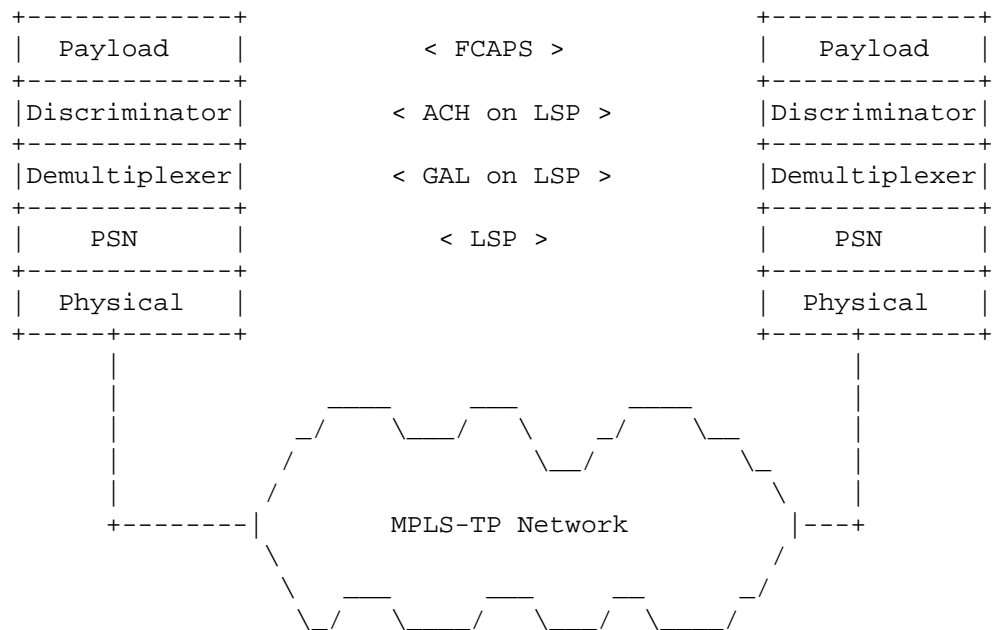 Payload < FCAPS > Payload
Discriminator < ACH on LSP > Discriminator
Demultiplexer < GAL on LSP > Demultiplexer
PSN < LSP > PSN
Physical Physical
MPLS-TP Network